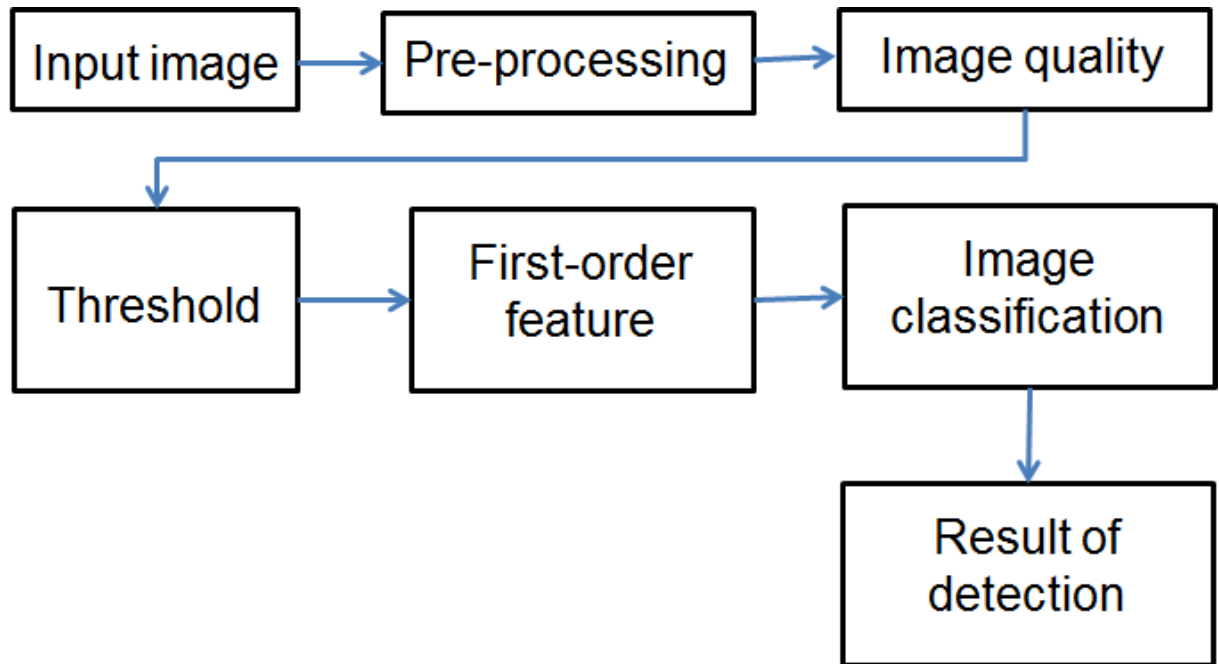 Input image
Pre-processing
Image quality
Threshold
First-order
feature
Image
classification
Result of
detection